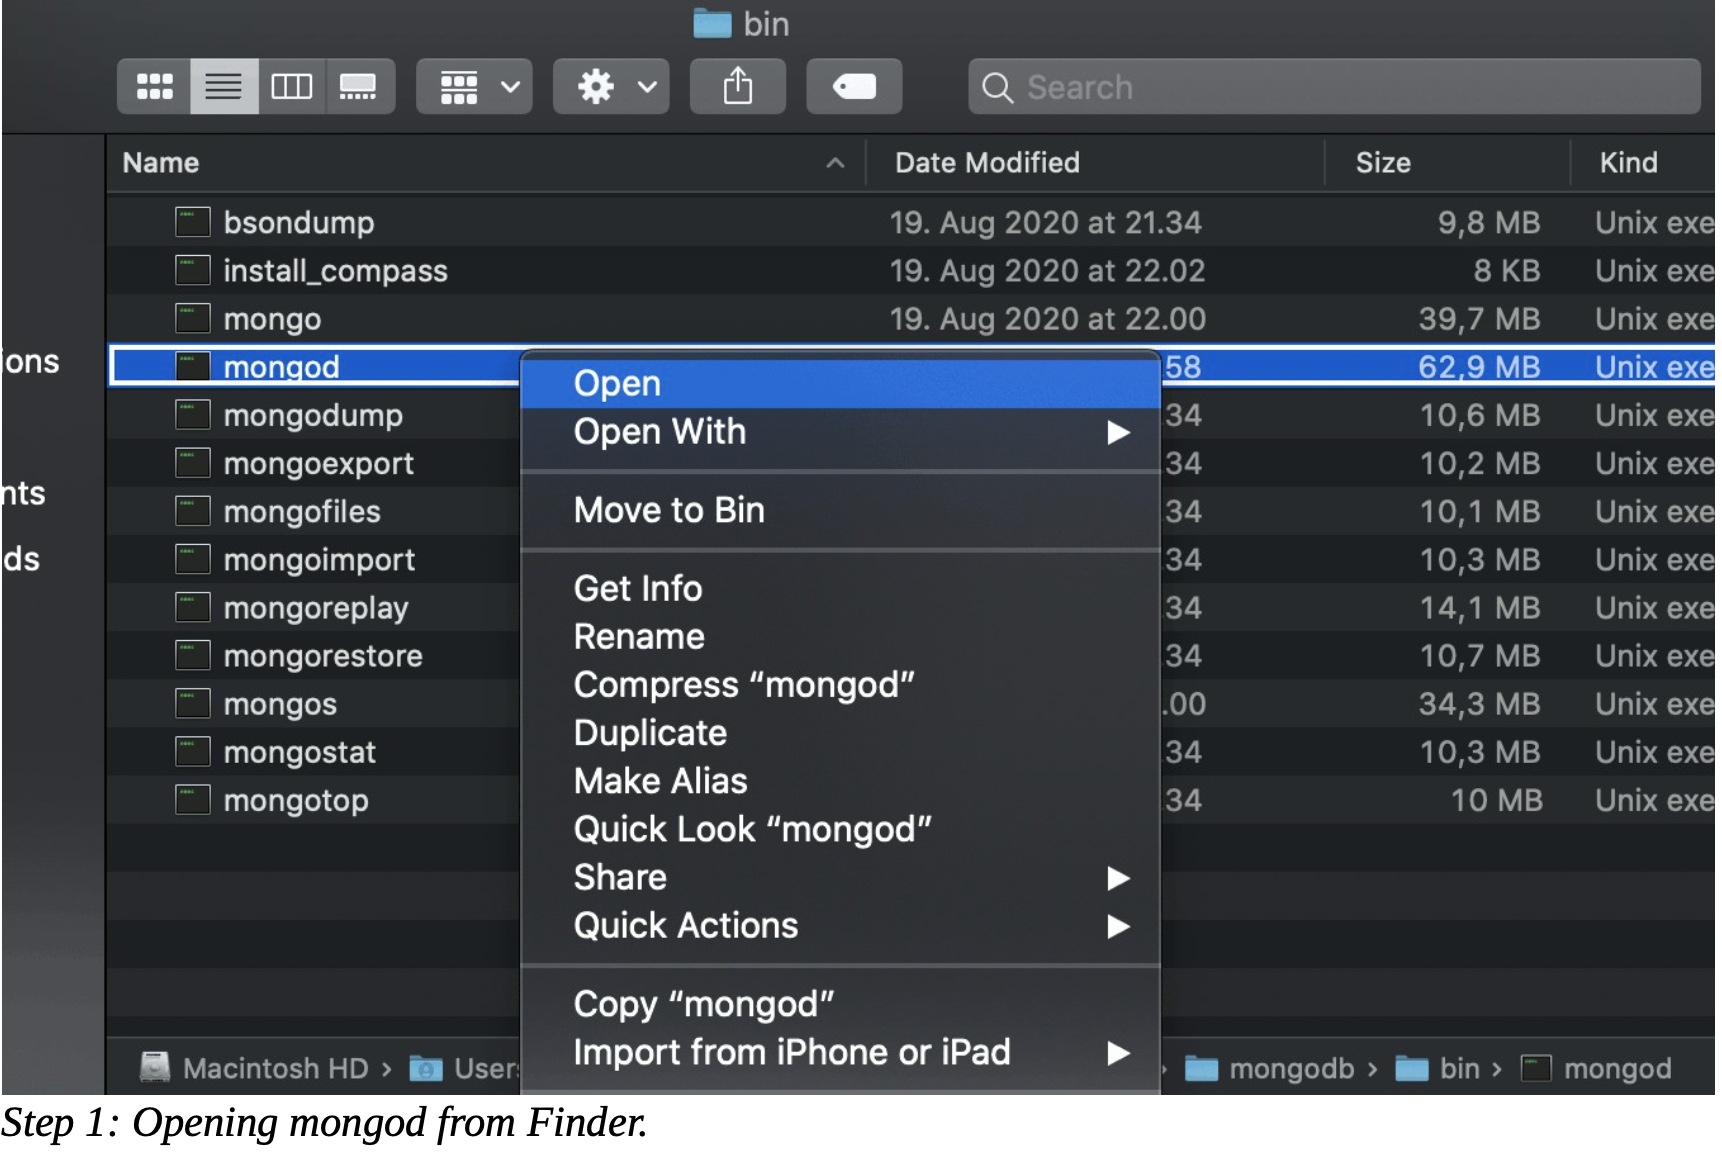 bin
Search
Name Date Modified Size Kind
bsondump 19. Aug 2020 at 21.34 9,8 MB Unix exe
install_compass 19. Aug 2020 at 22.02 8 KB Unix exe
mongo 19. Aug 2020 at 22.00 39,7 MB Unix exe
mongod 58 62,9 MB Unix exe
mongodump .34 10,6 MB Unix exe
mongoexport .34 10,2 MB Unix exe
mongofiles .34 10,1 MB Unix exe
mongoimport .34 10,3 MB Unix exe
mongoreplay .34 14,1 MB Unix exe
mongorestore .34 10,7 MB Unix exe
mongos .00 34,3 MB Unix exe
mongostat .34 10,3 MB Unix exe
mongotop .34 10 MB Unix exe
ions
nts
ds
Open
Open With
Move to Bin
Get Info
Rename
Compress “mongod”
Duplicate
Make Alias
Quick Look “mongod”
Share
Quick Actions
Copy “mongod”
Import from iPhone or iPad
Macintosh HD › Users › mongodb › bin › mongod
Step 1: Opening mongod from Finder.